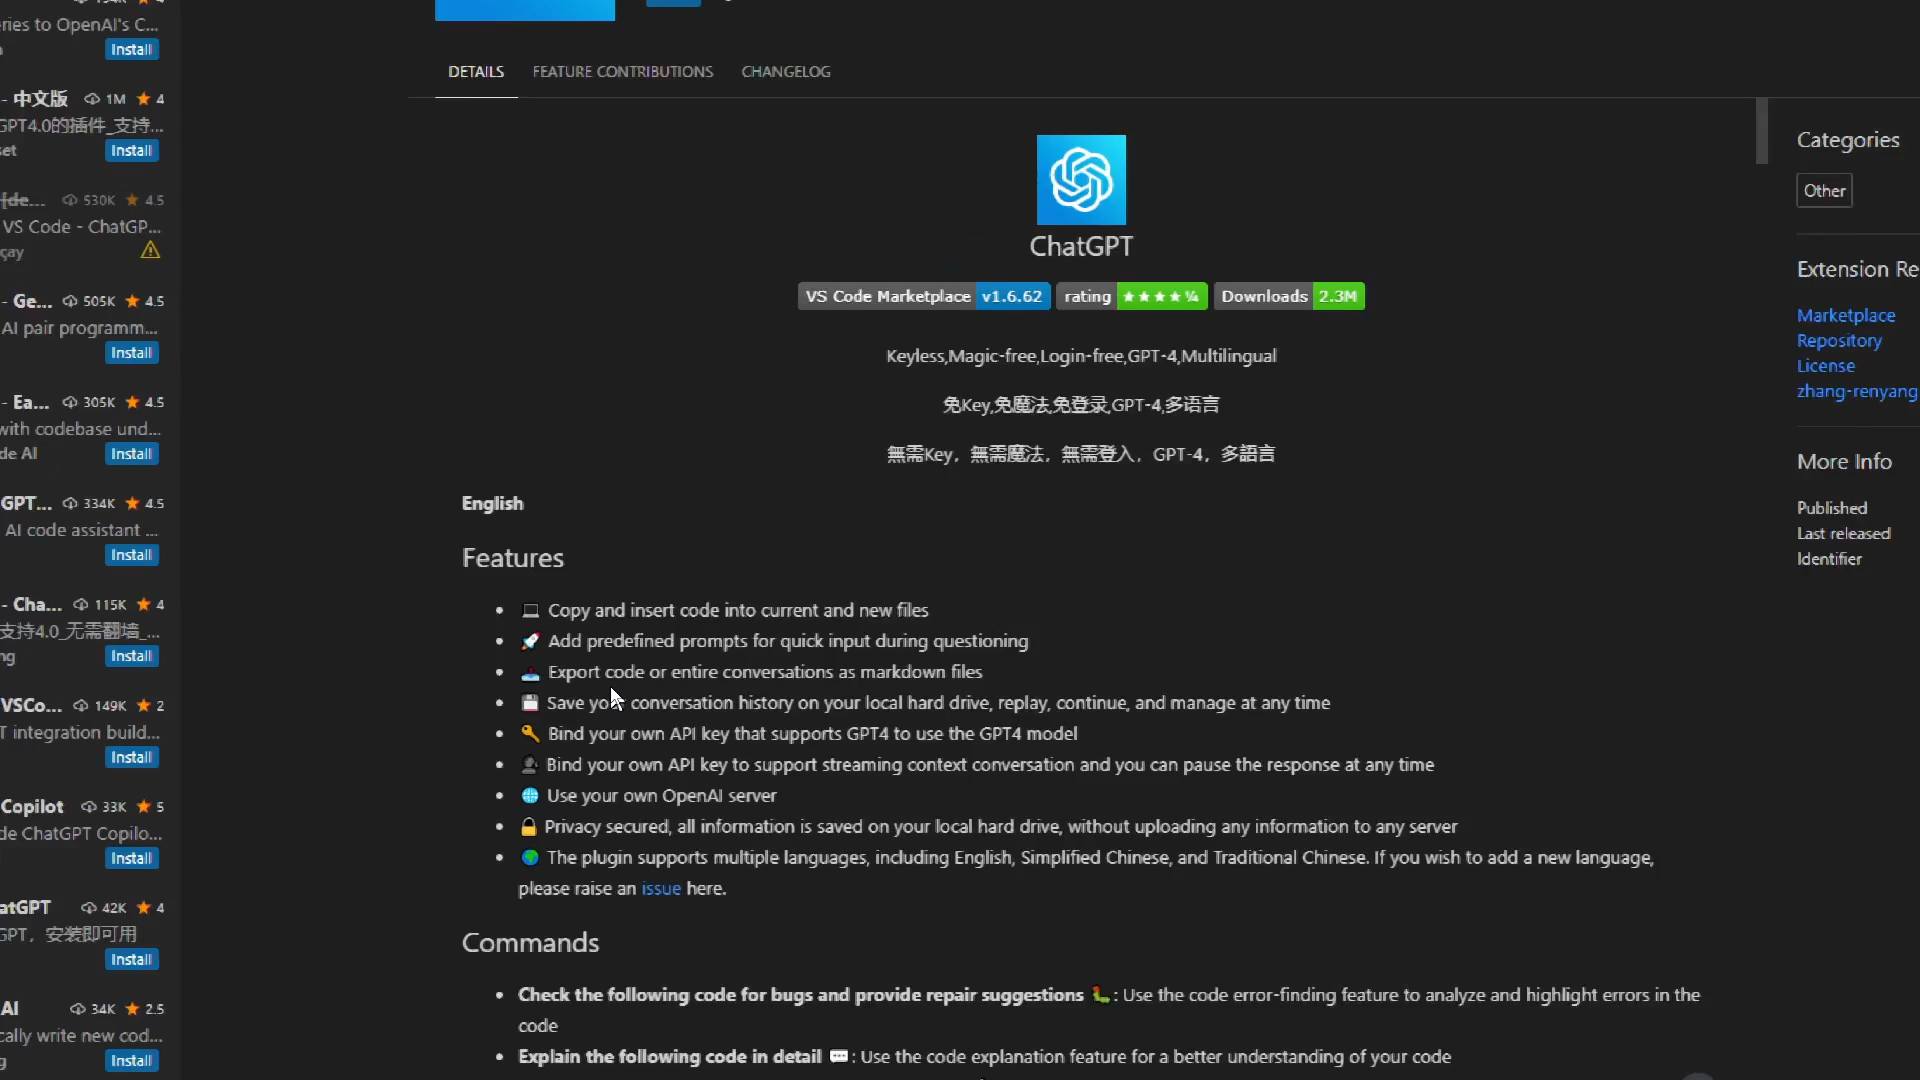 ries to OpenAI's C...
Install
- 中文版 1M 4
GPT4.0的插件_支持...
set Install
[de... 530K 4.5
VS Code - ChatGP...
çay
- Ge... 505K 4.5
AI pair programm...
Install
- Ea... 305K 4.5
with codebase und...
de AI Install
GPT... 334K 4.5
AI code assistant ...
Install
- Cha... 115K 4
支持4.0_无需翻墙_...
ng Install
VSCo... 149K 2
T integration build...
Install
Copilot 33K 5
de ChatGPT Copilo...
Install
atGPT 42K 4
GPT，安装即可用
Install
AI 34K 2.5
cally write new cod...
g Install
DETAILS FEATURE CONTRIBUTIONS CHANGELOG
ChatGPT
VS Code Marketplace v1.6.62 rating ★★★★¼ Downloads 2.3M
Keyless,Magic-free,Login-free,GPT-4,Multilingual
免Key,免魔法,免登录,GPT-4,多语言
無需Key，無需魔法，無需登入，GPT-4，多語言
English
Features
• 💻 Copy and insert code into current and new files
• 🚀 Add predefined prompts for quick input during questioning
• 📤 Export code or entire conversations as markdown files
• 💾 Save your conversation history on your local hard drive, replay, continue, and manage at any time
• 🔑 Bind your own API key that supports GPT4 to use the GPT4 model
• 👤 Bind your own API key to support streaming context conversation and you can pause the response at any time
• 🌐 Use your own OpenAI server
• 🔒 Privacy secured, all information is saved on your local hard drive, without uploading any information to any server
• 🌍 The plugin supports multiple languages, including English, Simplified Chinese, and Traditional Chinese. If you wish to add a new language,
please raise an issue here.
Commands
• Check the following code for bugs and provide repair suggestions 🐛: Use the code error-finding feature to analyze and highlight errors in the
code
• Explain the following code in detail 💬: Use the code explanation feature for a better understanding of your code
Categories
Other
Extension Re
Marketplace
Repository
License
zhang-renyang
More Info
Published
Last released
Identifier